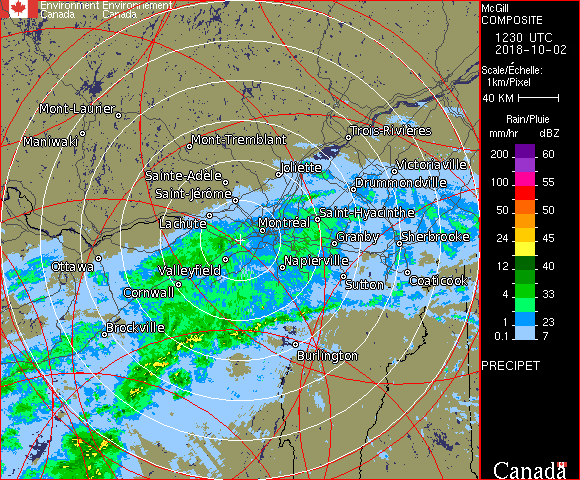 Environment Environnement
Canada Canada
McGill
COMPOSITE
1230 UTC
2018-10-02
Scale/Échelle:
1km/Pixel
40 KM
Rain/Pluie
mm/hr dBZ
200 60
100 55
50 50
24 45
12 40
4 33
1 23
0.1 7
PRECIPET
Canada
Mont-Laurier
Maniwaki
Mont-Tremblant
Trois-Rivières
Sainte-Adèle
Joliette
Victoriaville
Drummondville
Saint-Jérôme
Lachute
Saint-Hyacinthe
Montréal
Granby
Sherbrooke
Ottawa
Valleyfield
Napierville
Cornwall
Sutton
Coaticook
Brockville
Burlington